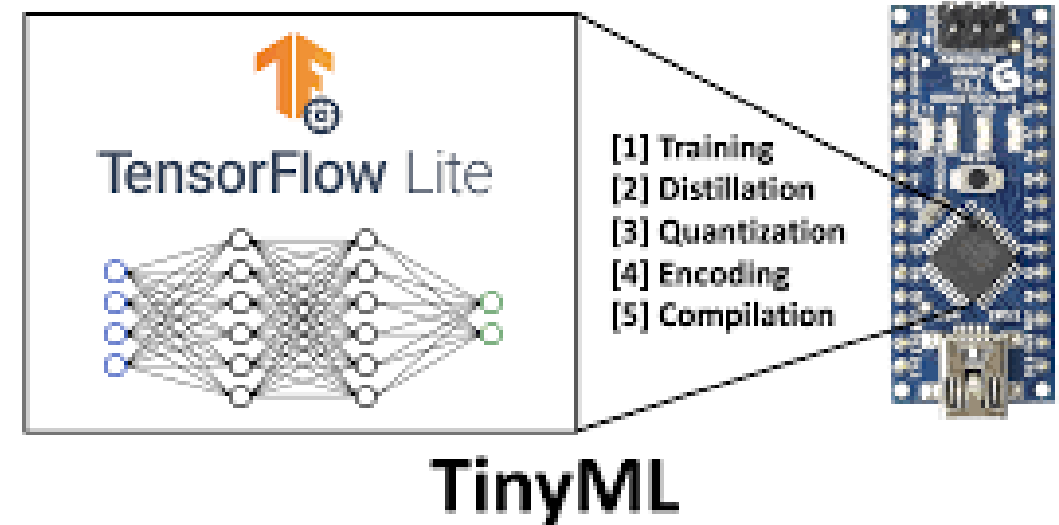 TensorFlow Lite
[1] Training
[2] Distillation
[3] Quantization
[4] Encoding
[5] Compilation
TinyML